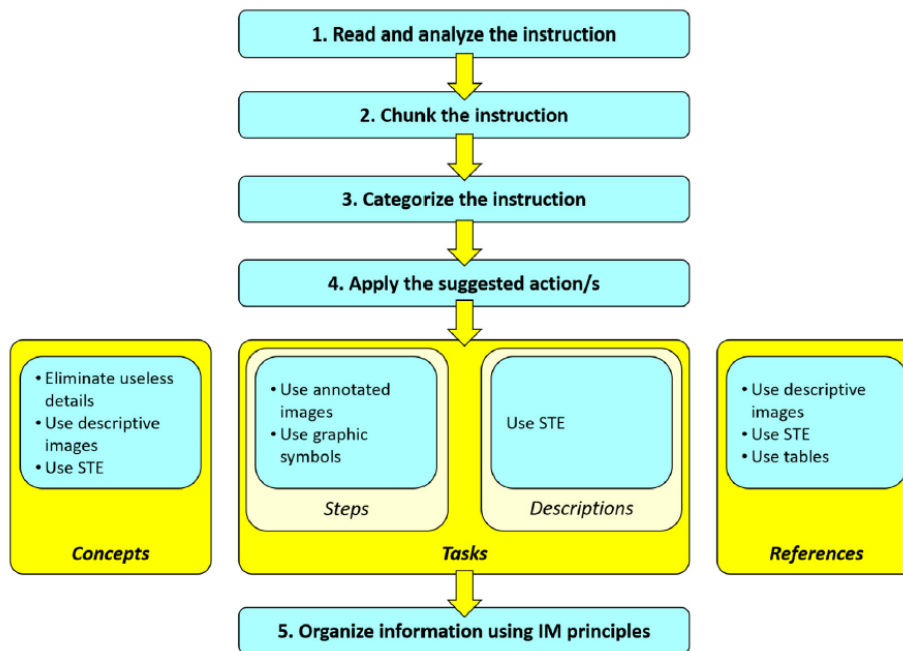 1. Read and analyze the instruction
2. Chunk the instruction
3. Categorize the instruction
4. Apply the suggested action/s
• Eliminate useless
details
• Use descriptive
images
• Use STE
Concepts
• Use annotated
images
• Use graphic
symbols
Steps
Use STE
Descriptions
Tasks
• Use descriptive
images
• Use STE
• Use tables
References
5. Organize information using IM principles